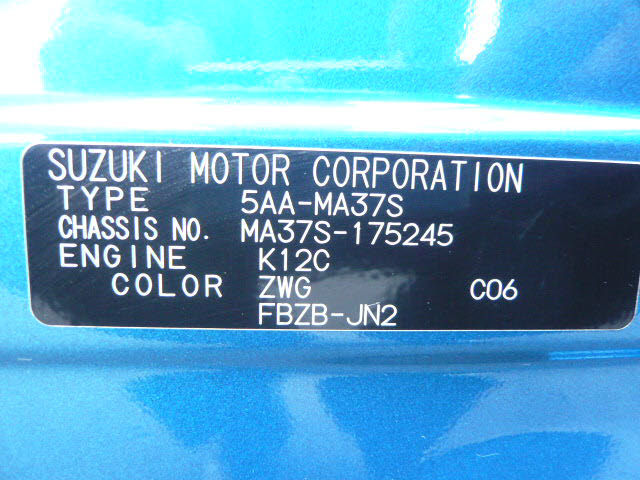 SUZUKI MOTOR CORPORATION
TYPE 5AA-MA37S
CHASSIS NO. MA37S-175245
ENGINE K12C
COLOR ZWG C06
FBZB-JN2